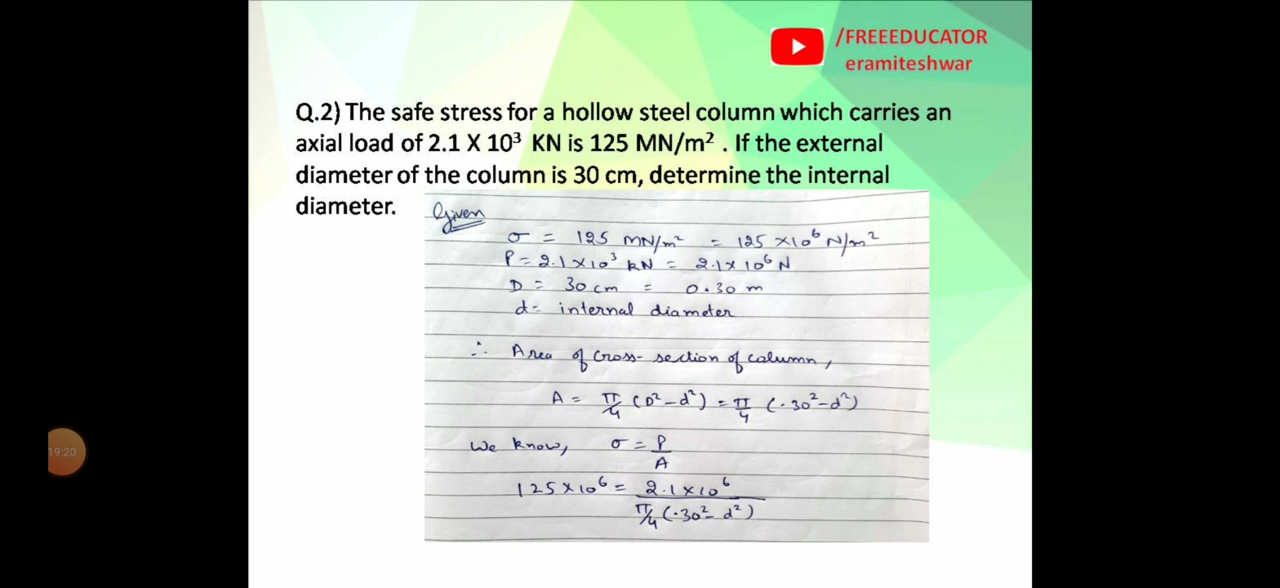 /FREEEDUCATOR
eramiteshwar
Q.2) The safe stress for a hollow steel column which carries an
axial load of 2.1 X 10³ KN is 125 MN/m² . If the external
diameter of the column is 30 cm, determine the internal
diameter.
Given
σ = 125 MN/m² = 125 ×10⁶ N/m²
P = 2.1 × 10³ kN = 2.1× 10⁶ N
D = 30 cm = 0.30 m
d = internal diameter
∴ Area of cross-section of column,
A = π/4 (D² – d²) = π/4 (.30² – d²)
We know, σ = P/A
125 × 10⁶ = 2.1 × 10⁶ / π/4 (.30² – d²)
19:20